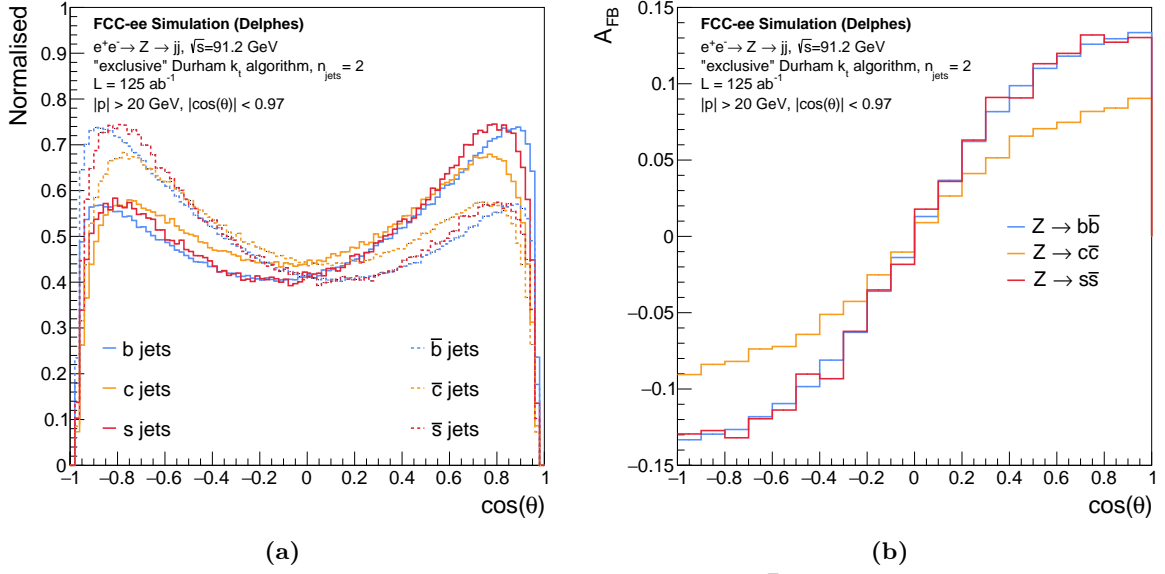 FCC-ee Simulation (Delphes)
e⁺e⁻→ Z → jj, √s=91.2 GeV
"exclusive" Durham kₜ algorithm, n_jets = 2
L = 125 ab⁻¹
|p| > 20 GeV, |cos(θ)| < 0.97
Normalised
1
0.9
0.8
0.7
0.6
0.5
0.4
0.3
0.2
0.1
0
b jets
c jets
s jets
b̅ jets
c̅ jets
s̅ jets
−1 −0.8 −0.6 −0.4 −0.2 0 0.2 0.4 0.6 0.8 1
cos(θ)
(a)
FCC-ee Simulation (Delphes)
e⁺e⁻→ Z → jj, √s=91.2 GeV
"exclusive" Durham kₜ algorithm, n_jets = 2
L = 125 ab⁻¹
|p| > 20 GeV, |cos(θ)| < 0.97
A_FB
0.15
0.1
0.05
0
−0.05
−0.1
−0.15
Z → bb̅
Z → cc̅
Z → ss̅
−1 −0.8 −0.6 −0.4 −0.2 0 0.2 0.4 0.6 0.8 1
cos(θ)
(b)